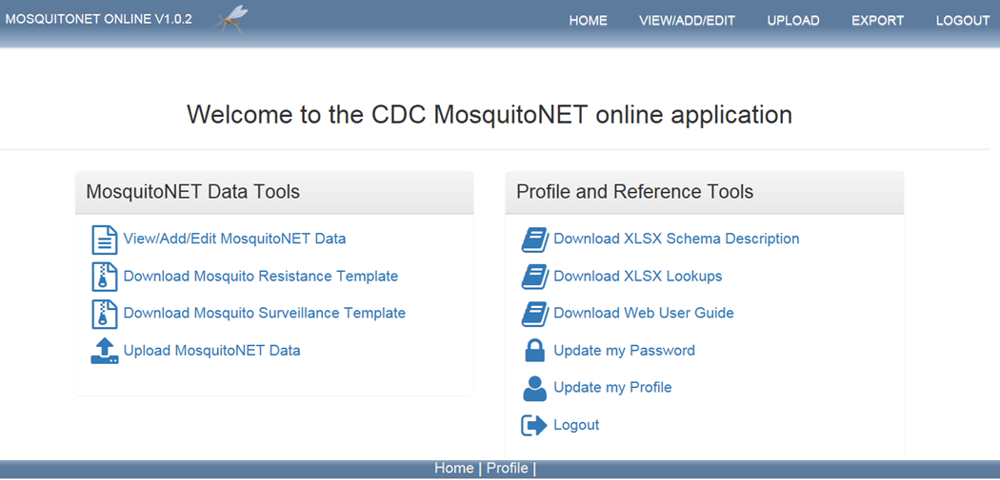 MOSQUITONET ONLINE V1.0.2
HOME VIEW/ADD/EDIT UPLOAD EXPORT LOGOUT
Welcome to the CDC MosquitoNET online application
MosquitoNET Data Tools
View/Add/Edit MosquitoNET Data
Download Mosquito Resistance Template
Download Mosquito Surveillance Template
Upload MosquitoNET Data
Profile and Reference Tools
Download XLSX Schema Description
Download XLSX Lookups
Download Web User Guide
Update my Password
Update my Profile
Logout
Home | Profile |